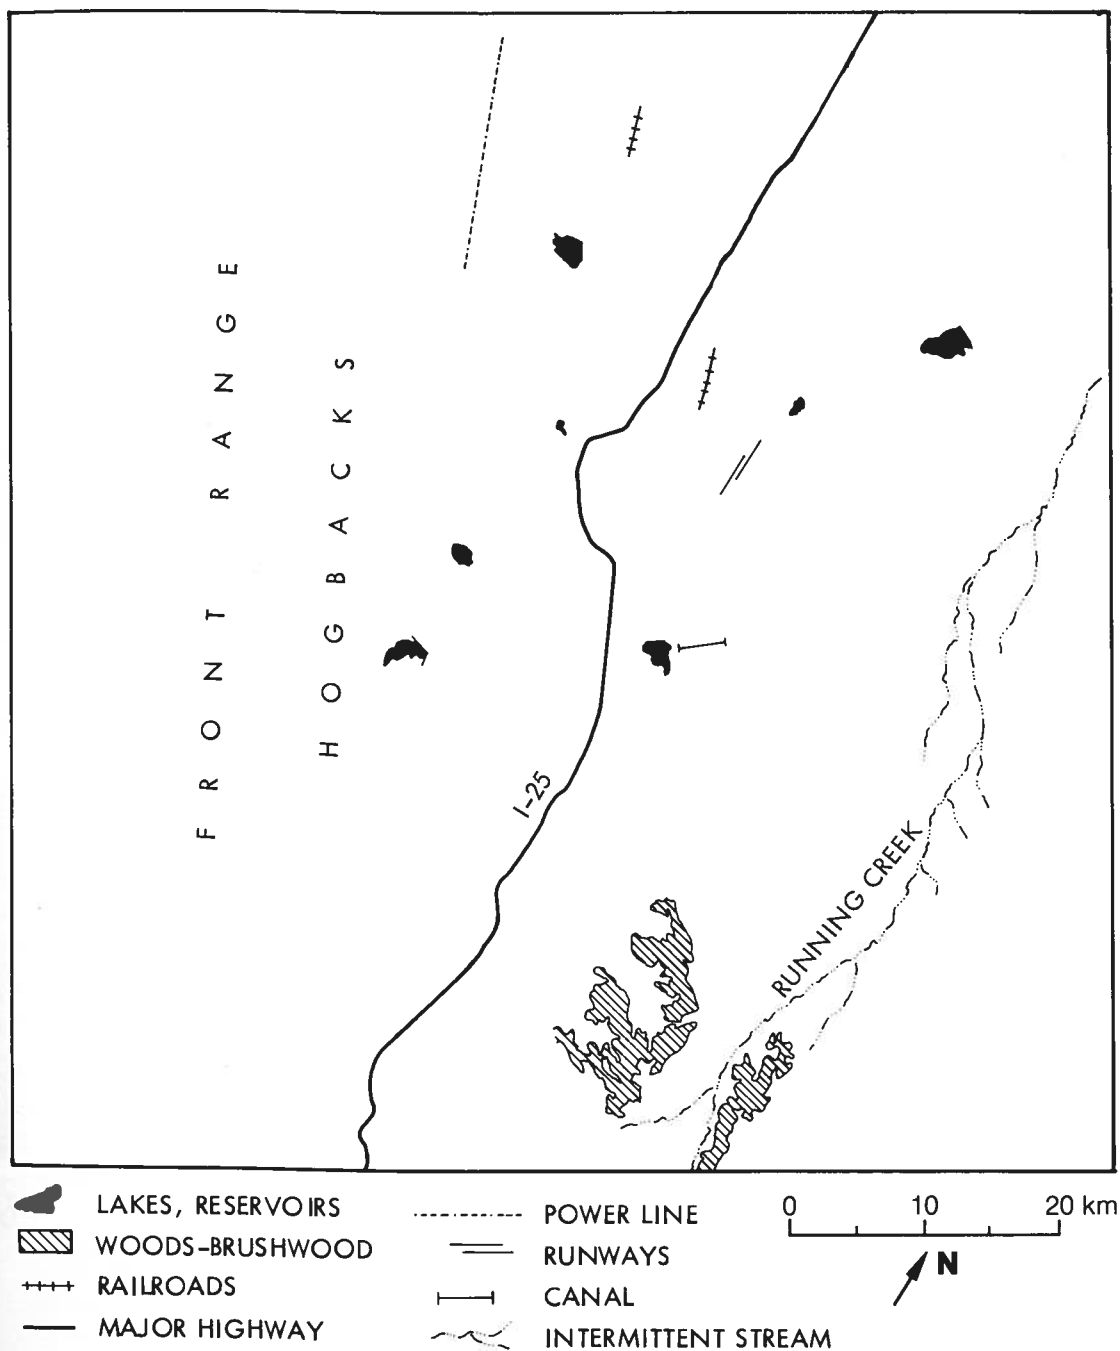 FRONT RANGE
HOGBACKS
I-25
RUNNING CREEK
LAKES, RESERVOIRS
WOODS-BRUSHWOOD
RAILROADS
MAJOR HIGHWAY
POWER LINE
RUNWAYS
CANAL
INTERMITTENT STREAM
0 10 20 km
N